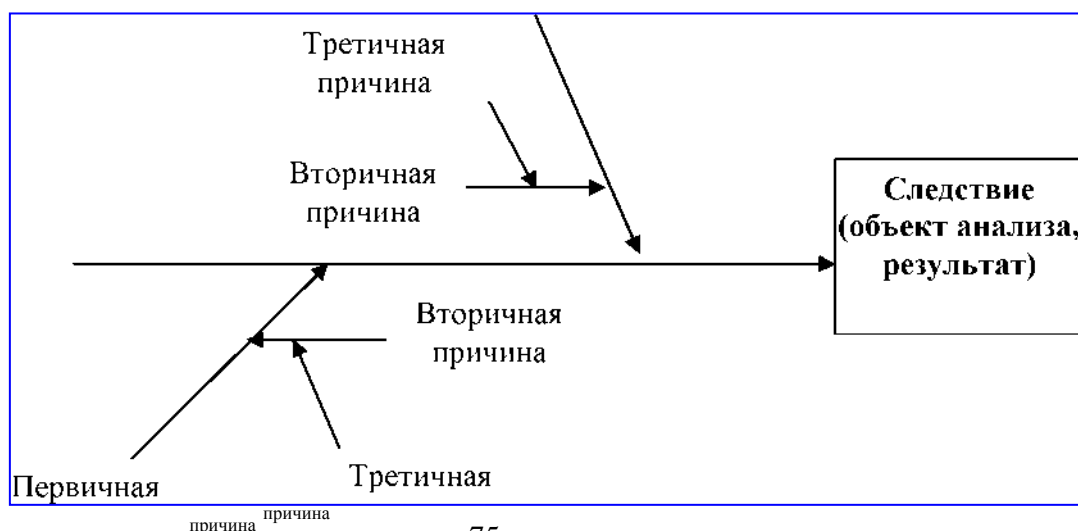 Третичная
причина
Вторичная
причина
Следствие
(объект анализа,
результат)
Вторичная
причина
Первичная
Третичная
причина причина
75